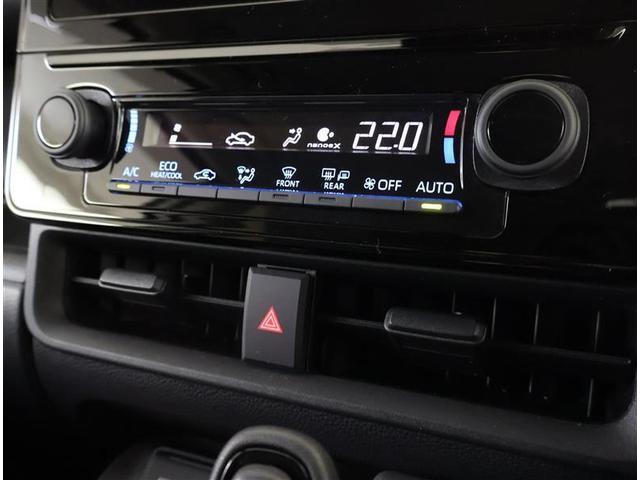 nanoeX 22.0
A/C ECO HEAT/COOL FRONT REAR OFF AUTO